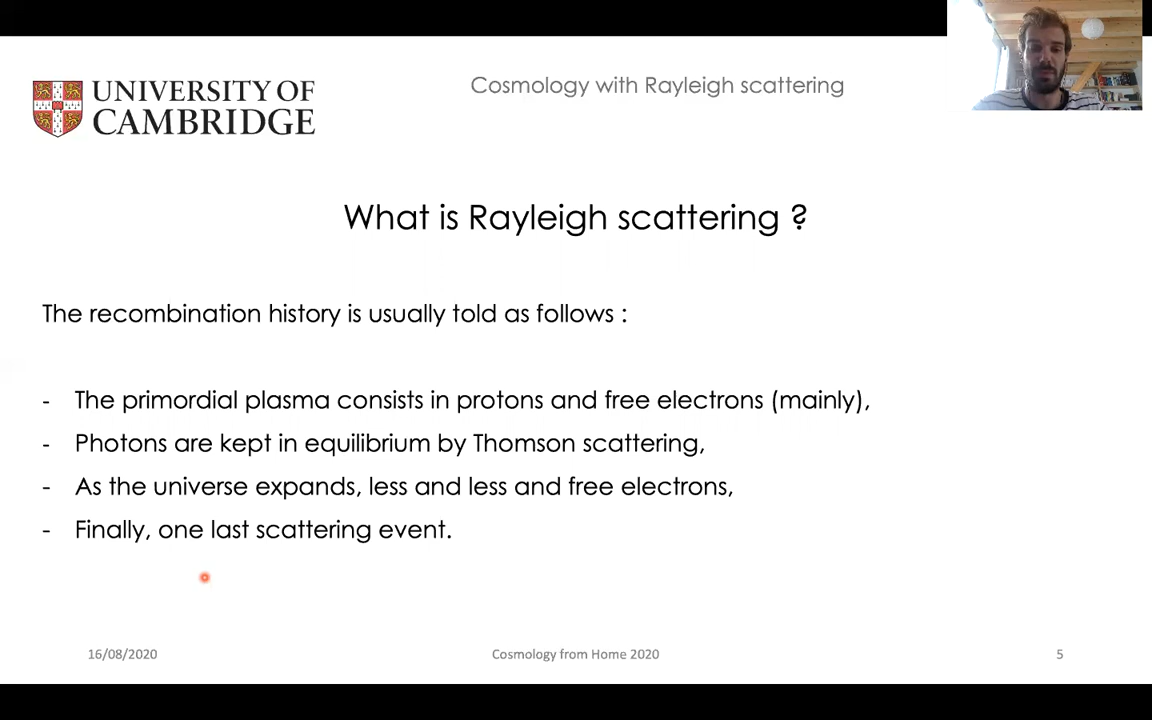 UNIVERSITY OF
CAMBRIDGE
Cosmology with Rayleigh scattering
What is Rayleigh scattering ?
The recombination history is usually told as follows :
- The primordial plasma consists in protons and free electrons (mainly),
- Photons are kept in equilibrium by Thomson scattering,
- As the universe expands, less and less and free electrons,
- Finally, one last scattering event.
16/08/2020
Cosmology from Home 2020
5